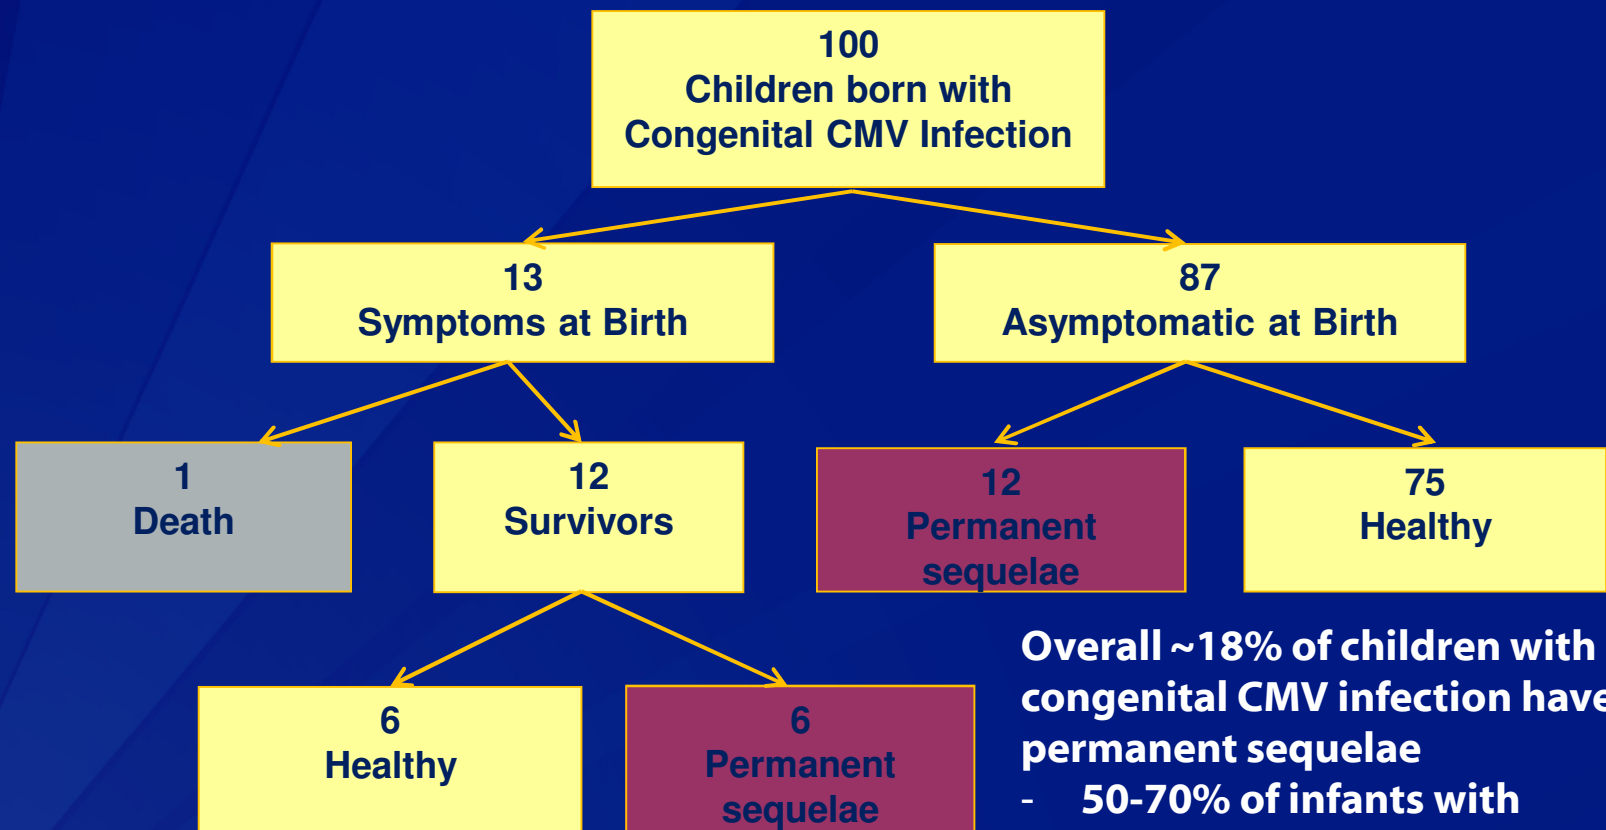 100
Children born with
Congenital CMV Infection
13
Symptoms at Birth
87
Asymptomatic at Birth
1
Death
12
Survivors
12
Permanent
sequelae
75
Healthy
6
Healthy
6
Permanent
sequelae
Overall ~18% of children with
congenital CMV infection have
permanent sequelae
- 50-70% of infants with